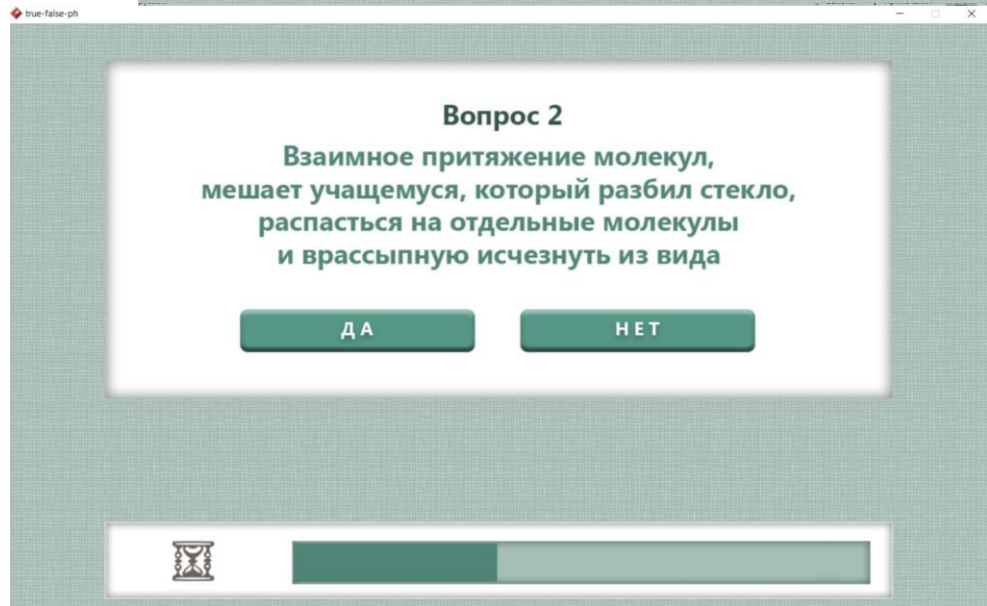 true-false-ph
Вопрос 2
Взаимное притяжение молекул,
мешает учащемуся, который разбил стекло,
распасться на отдельные молекулы
и врассыпную исчезнуть из вида
ДА
НЕТ